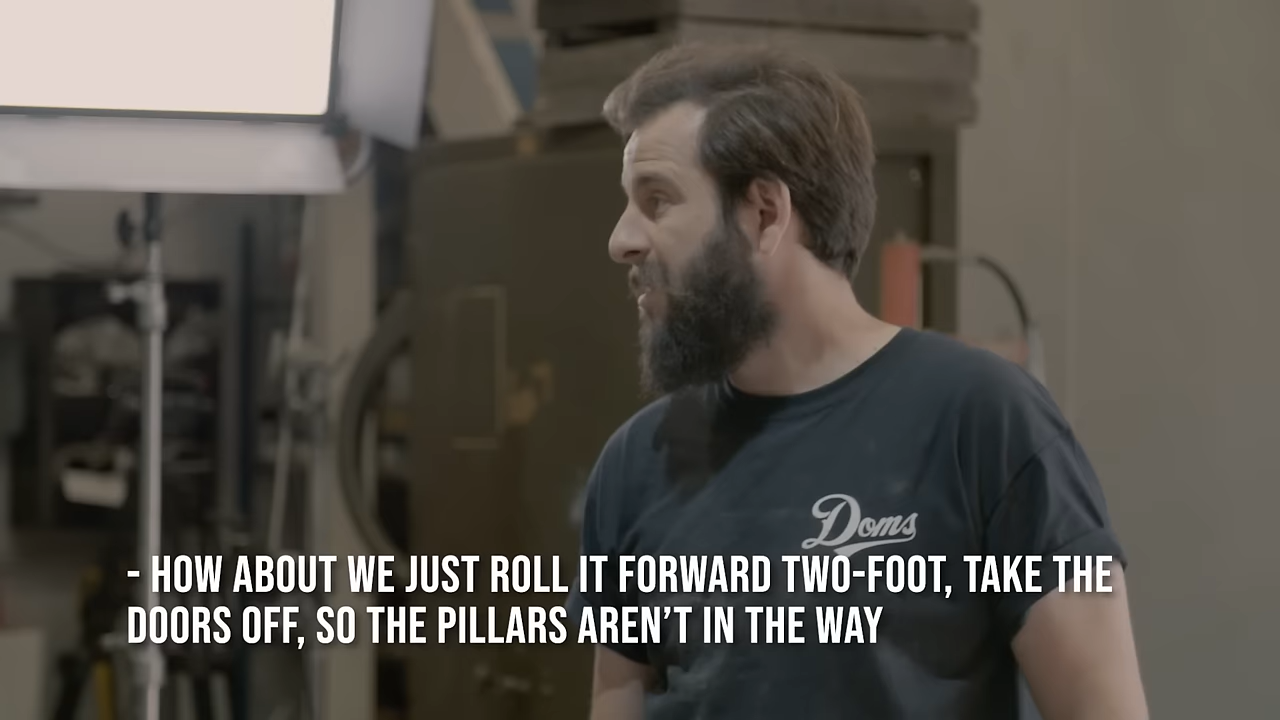 Doms
- HOW ABOUT WE JUST ROLL IT FORWARD TWO-FOOT, TAKE THE
DOORS OFF, SO THE PILLARS AREN’T IN THE WAY